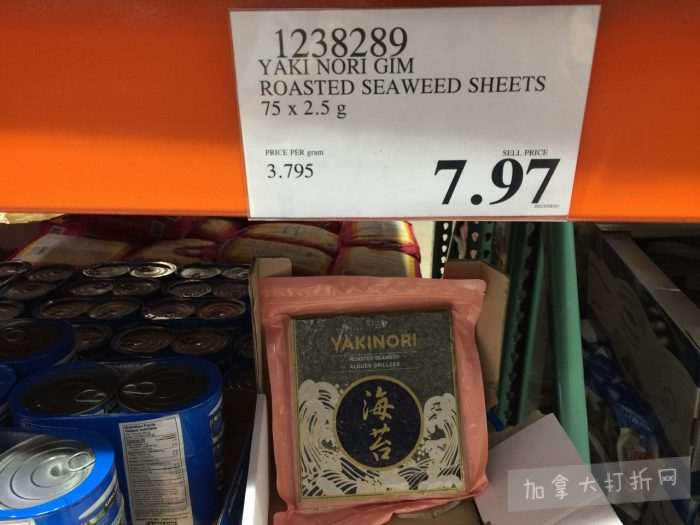 1238289
YAKI NORI GIM
ROASTED SEAWEED SHEETS
75 x 2.5 g
PRICE PER gram
SELL PRICE
3.795
7.97
YAKINORI
ROASTED SEAWEED
ALGUES GRILLÉES
海苔
加拿大打折网